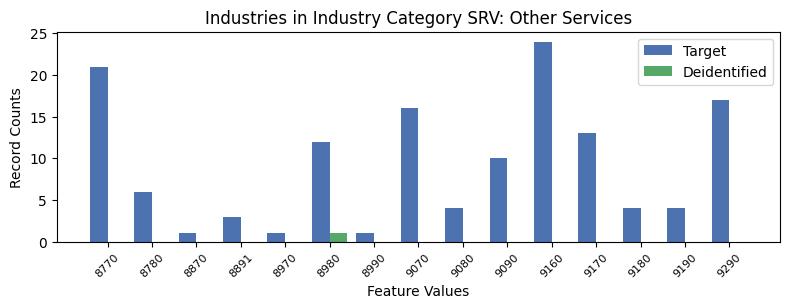 Industries in Industry Category SRV: Other Services
Record Counts
25
20
15
10
5
0
Target
Deidentified
8770 8780 8870 8891 8970 8980 8990 9070 9080 9090 9160 9170 9180 9190 9290
Feature Values